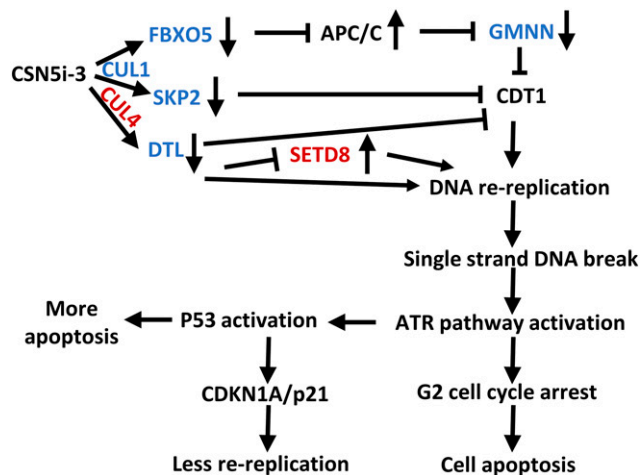 FBXO5 APC/C GMNN
CSN5i-3 CUL1
CUL4 SKP2 CDT1
DTL SETD8
DNA re-replication
Single strand DNA break
More
apoptosis
P53 activation ATR pathway activation
CDKN1A/p21 G2 cell cycle arrest
Less re-replication Cell apoptosis